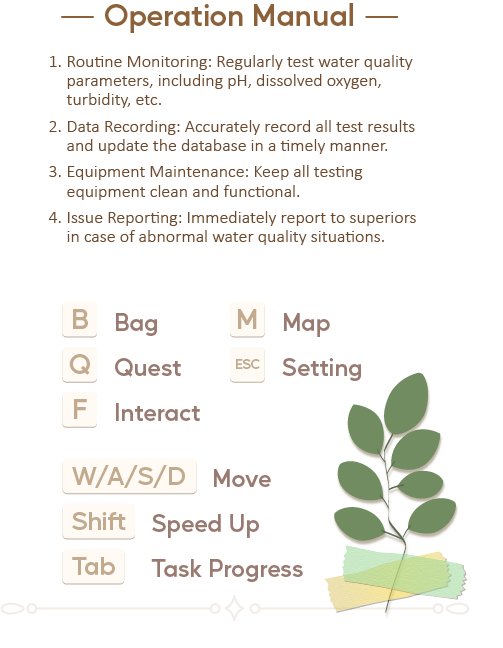 Operation Manual
1. Routine Monitoring: Regularly test water quality
parameters, including pH, dissolved oxygen,
turbidity, etc.
2. Data Recording: Accurately record all test results
and update the database in a timely manner.
3. Equipment Maintenance: Keep all testing
equipment clean and functional.
4. Issue Reporting: Immediately report to superiors
in case of abnormal water quality situations.
B Bag M Map
Q Quest ESC Setting
F Interact
W/A/S/D Move
Shift Speed Up
Tab Task Progress